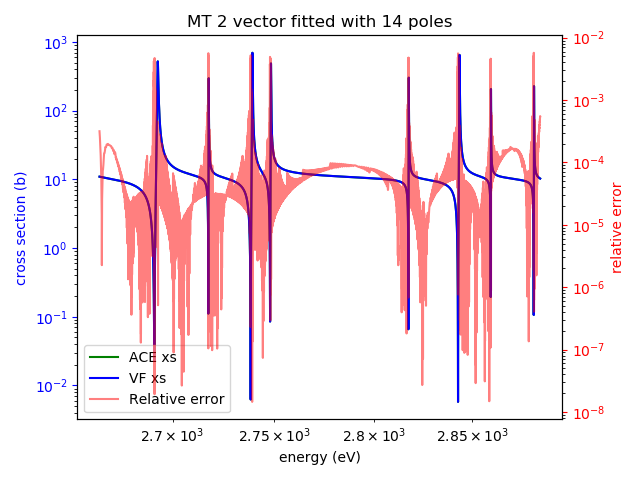 MT 2 vector fitted with 14 poles
cross section (b)
10³
10²
10¹
10⁰
10⁻¹
10⁻²
10⁻²
10⁻³
10⁻⁴
10⁻⁵
10⁻⁶
10⁻⁷
10⁻⁸
relative error
ACE xs
VF xs
Relative error
2.7 × 10³ 2.75 × 10³ 2.8 × 10³ 2.85 × 10³
energy (eV)